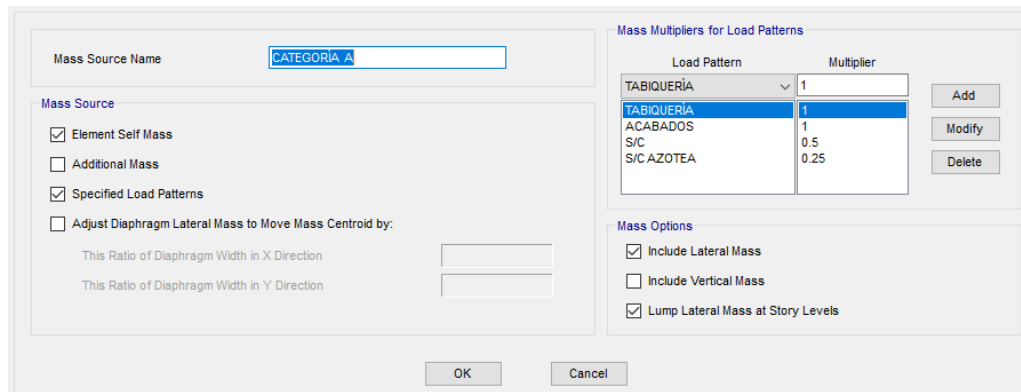 Mass Source Name
CATEGORÍA A
Mass Source
Element Self Mass
Additional Mass
Specified Load Patterns
Adjust Diaphragm Lateral Mass to Move Mass Centroid by:
This Ratio of Diaphragm Width in X Direction
This Ratio of Diaphragm Width in Y Direction
Mass Multipliers for Load Patterns
Load Pattern Multiplier
TABIQUERÍA 1
TABIQUERÍA 1
ACABADOS 1
S/C 0.5
S/C AZOTEA 0.25
Add
Modify
Delete
Mass Options
Include Lateral Mass
Include Vertical Mass
Lump Lateral Mass at Story Levels
OK Cancel